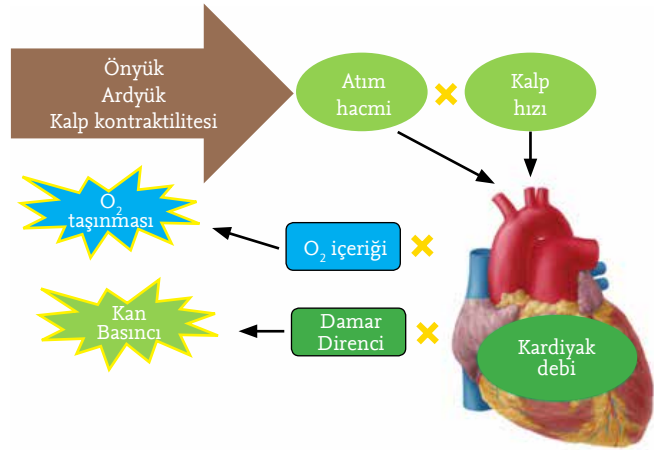 Önyük
Ardyük
Kalp kontraktilitesi
Atım
hacmi
Kalp
hızı
O₂
taşınması
O₂ içeriği
Kan
Basıncı
Damar
Direnci
Kardiyak
debi